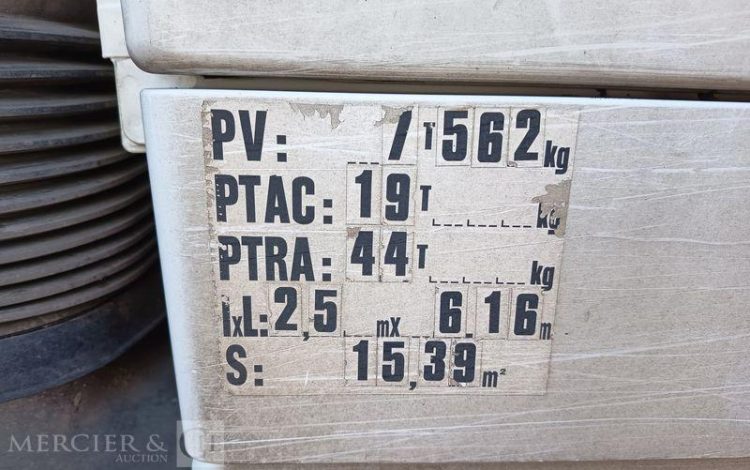 PV: / T 562 kg
PTAC: 19 T kg
PTRA: 44 T kg
lxL: 2,5 mx 6.16 m
S: 15,39 m²
MERCIER &
AUCTION